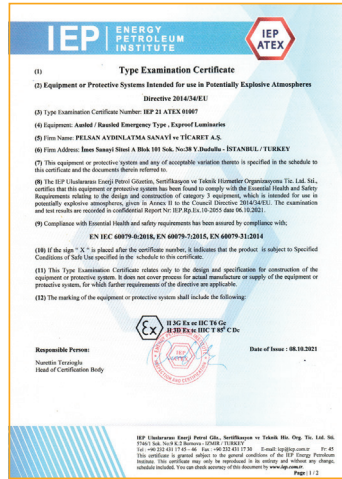 IEP ENERGY PETROLEUM INSTITUTE
IEP ATEX
(1) Type Examination Certificate
(2) Equipment or Protective Systems Intended for use in Potentially Explosive Atmospheres
Directive 2014/34/EU
(3) Type Examination Certificate Number: IEP 21 ATEX 01007
(4) Equipment: Ausled / Rausled Emergency Type , Exproof Luminaries
(5) Firm Name: PELSAN AYDINLATMA SANAYİ ve TİCARET A.Ş.
(6) Firm Address: İmes Sanayi Sitesi A Blok 101 Sok. No:38 Y.Dudullu - İSTANBUL / TURKEY
(7) This equipment or protective system and any of acceptable variation thereto is specified in the schedule to
this certificate and the documents therein referred to.
(8) The IEP Uluslararası Enerji Petrol Gözetim, Sertifikasyon ve Teknik Hizmetler Organizasyonu Tic. Ltd. Sti.,
certifies that this equipment or protective system has been found to comply with the Essential Health and Safety
Requirements relating to the design and construction of category 3 equipment, which is intended for use in
potentially explosive atmospheres, given in Annex II to the Council Directive 2014/34/EU. The examination
and test results are recorded in confidential Report Nr: IEP.Rp.Ex.10-2055 date 06.10.2021.
(9) Compliance with Essential Health and safety requirements has been assured by compliance with;
EN IEC 60079-0:2018, EN 60079-7:2015, EN 60079-31:2014
(10) If the sign "X" is placed after the certificate number, it indicates that the product is subject to Specified
Conditions of Safe Use specified in the schedule to this certificate.
(11) This Type Examination Certificate relates only to the design and specification for construction of the
equipment or protective system. It does not cover process for actual manufacture or supply of the equipment or
protective system, for which further requirements of the directive are applicable.
(12) The marking of the equipment or protective system shall include the following:
II 3G Ex ec IIC T6 Gc
II 3D Ex tc IIIC T 85° C Dc
Responsible Person:
Date of Issue : 08.10.2021
Nurettin Terzioglu
Head of Certification Body
IEP
IEP Uluslararası Enerji Petrol Göz., Sertifikasyon ve Teknik Hiz. Org. Tic. Ltd. Sti.
5746/1 Sok. No:9 K:2 Bornova - İZMİR / TURKEY
Tel : +90 232 431 17 45 - 46 Fax : +90 232 431 17 30 E-mail: iep@iep.com.tr Fr: 45
This certificate is granted subject to the general conditions of the IEP Energy Petroleum
Institute. This certificate may only be reproduced in its entirety and without any change,
schedule included. You can check accuracy of this document by www.iep.com.tr.
Page: 1 / 2